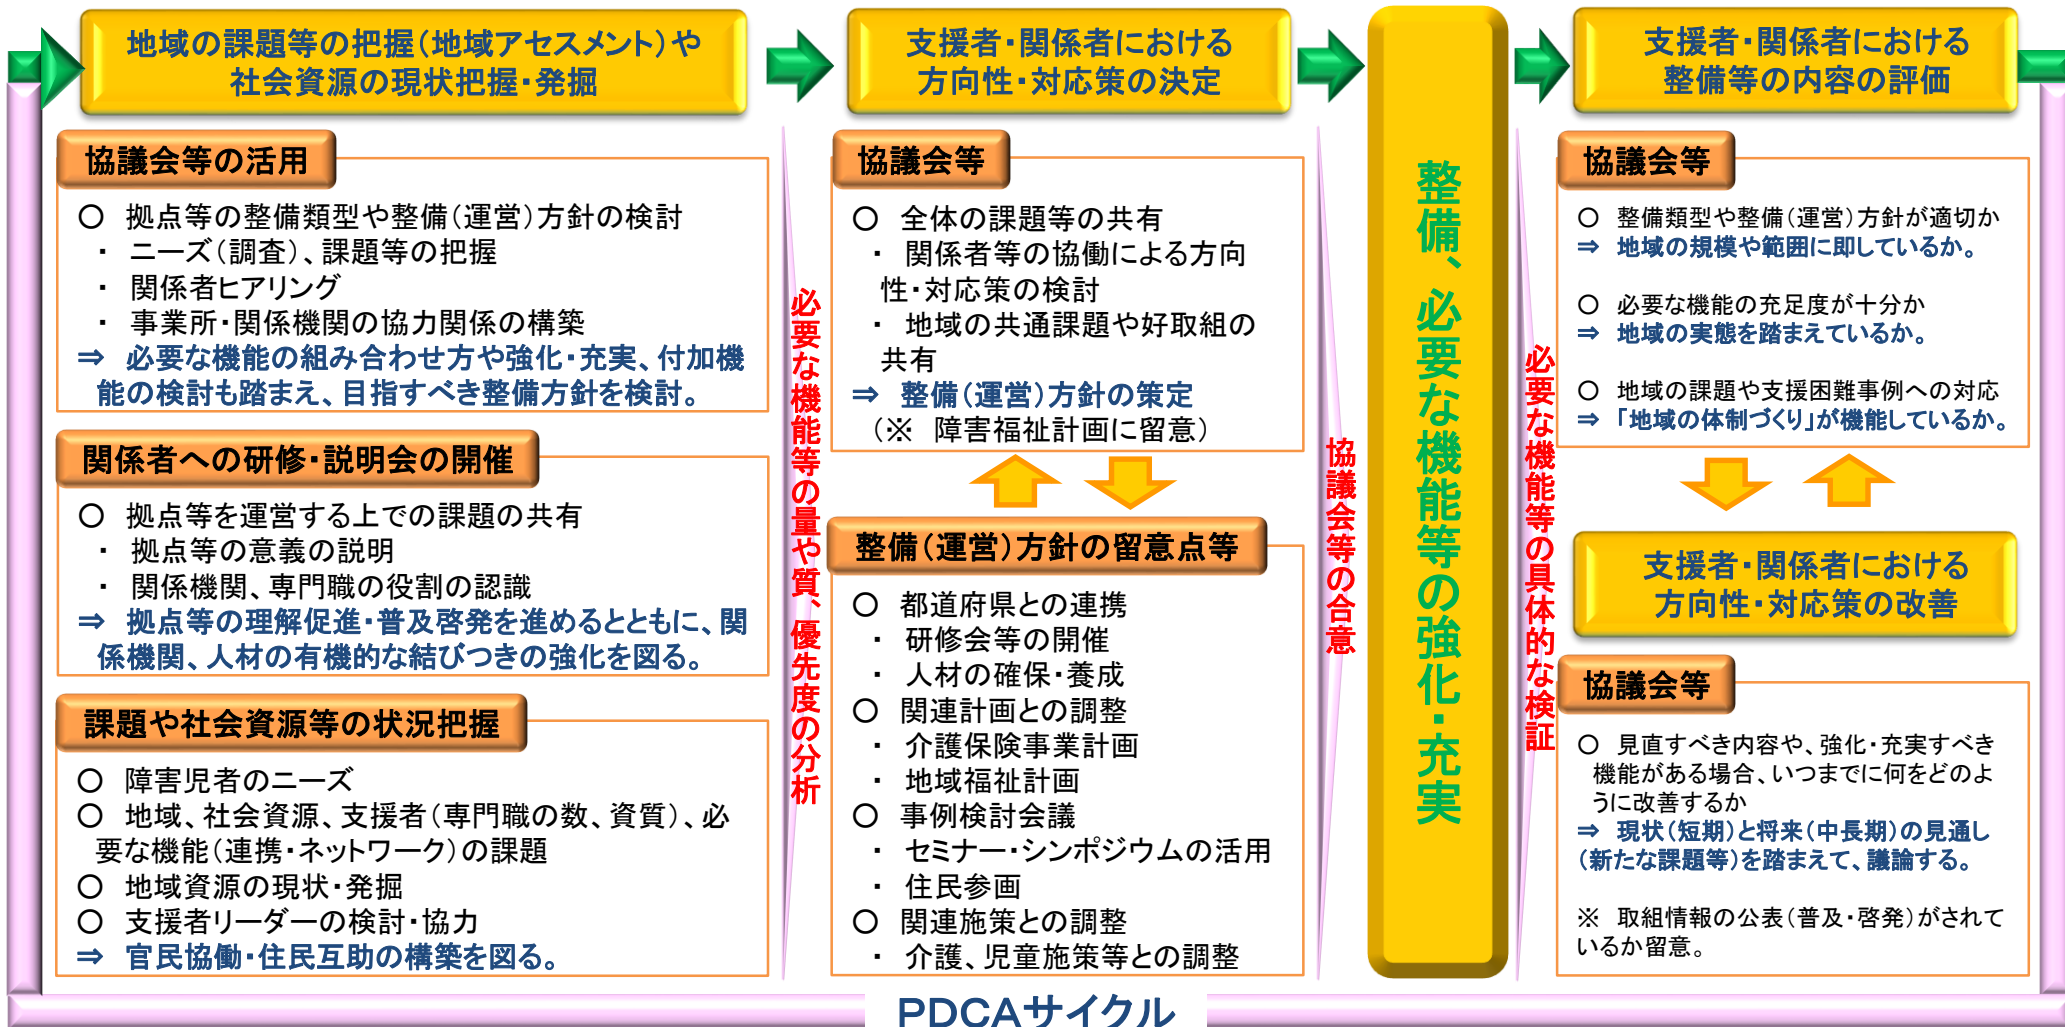 地域の課題等の把握(地域アセスメント)や
社会資源の現状把握・発掘
協議会等の活用
○ 拠点等の整備類型や整備(運営)方針の検討
・ ニーズ(調査)、課題等の把握
・ 関係者ヒアリング
・ 事業所・関係機関の協力関係の構築
⇒ 必要な機能の組み合わせ方や強化・充実、付加機
能の検討も踏まえ、目指すべき整備方針を検討。
関係者への研修・説明会の開催
○ 拠点等を運営する上での課題の共有
・ 拠点等の意義の説明
・ 関係機関、専門職の役割の認識
⇒ 拠点等の理解促進・普及啓発を進めるとともに、関
係機関、人材の有機的な結びつきの強化を図る。
課題や社会資源等の状況把握
○ 障害児者のニーズ
○ 地域、社会資源、支援者(専門職の数、資質)、必
要な機能(連携・ネットワーク)の課題
○ 地域資源の現状・発掘
○ 支援者リーダーの検討・協力
⇒ 官民協働・住民互助の構築を図る。
必要な機能等の量や質、優先度の分析
支援者・関係者における
方向性・対応策の決定
協議会等
○ 全体の課題等の共有
・ 関係者等の協働による方向
性・対応策の検討
・ 地域の共通課題や好取組の
共有
⇒ 整備(運営)方針の策定
(※ 障害福祉計画に留意)
整備(運営)方針の留意点等
○ 都道府県との連携
・ 研修会等の開催
・ 人材の確保・養成
○ 関連計画との調整
・ 介護保険事業計画
・ 地域福祉計画
○ 事例検討会議
・ セミナー・シンポジウムの活用
・ 住民参画
○ 関連施策との調整
・ 介護、児童施策等との調整
協議会等の合意
整備、必要な機能等の強化・充実
必要な機能等の具体的な検証
支援者・関係者における
整備等の内容の評価
協議会等
○ 整備類型や整備(運営)方針が適切か
⇒ 地域の規模や範囲に即しているか。
○ 必要な機能の充足度が十分か
⇒ 地域の実態を踏まえているか。
○ 地域の課題や支援困難事例への対応
⇒ 「地域の体制づくり」が機能しているか。
支援者・関係者における
方向性・対応策の改善
協議会等
○ 見直すべき内容や、強化・充実すべき
機能がある場合、いつまでに何をどのよ
うに改善するか
⇒ 現状(短期)と将来(中長期)の見通し
(新たな課題等)を踏まえて、議論する。
※ 取組情報の公表(普及・啓発)がされて
いるか留意。
PDCAサイクル